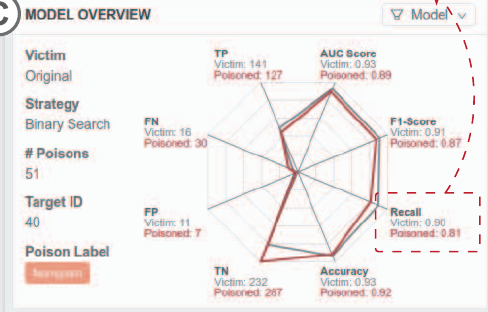 C
MODEL OVERVIEW
Model
Victim
Original
Strategy
Binary Search
# Poisons
51
Target ID
40
Poison Label
TP
Victim: 141
Poisoned: 127
AUC Score
Victim: 0.93
Poisoned: 0.89
FN
Victim: 16
Poisoned: 30
F1-Score
Victim: 0.91
Poisoned: 0.87
FP
Victim: 11
Poisoned: 7
Recall
Victim: 0.90
Poisoned: 0.81
TN
Victim: 232
Poisoned: 267
Accuracy
Victim: 0.93
Poisoned: 0.92